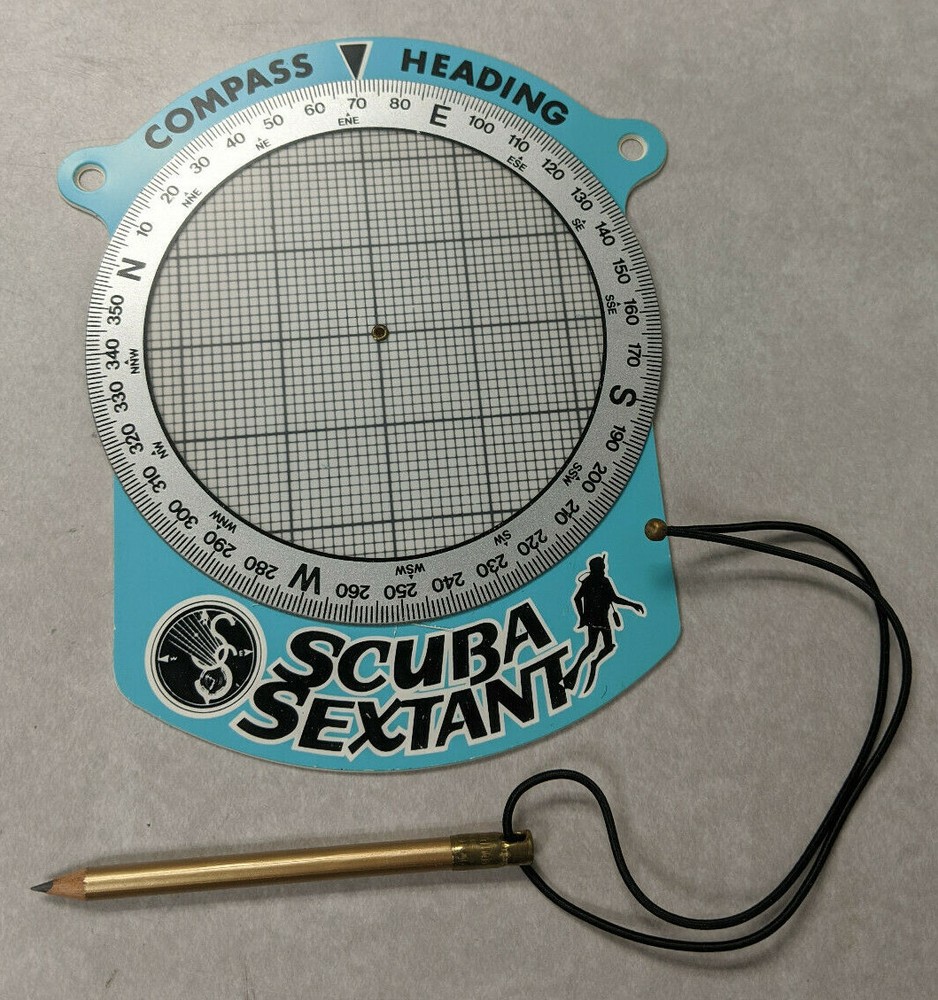 COMPASS HEADING
N
10
20
NNE
30
40
NE
50
60
70
ENE
80
E
100
110
ESE
120
130
SE
140
150
160
SSE
170
S
190
200
SSW
210
220
SW
230
240
WSW
250
260
W
280
290
WNW
300
310
NW
320
330
340
NNW
350
SCUBA
SEXTANT
W
E
S
S